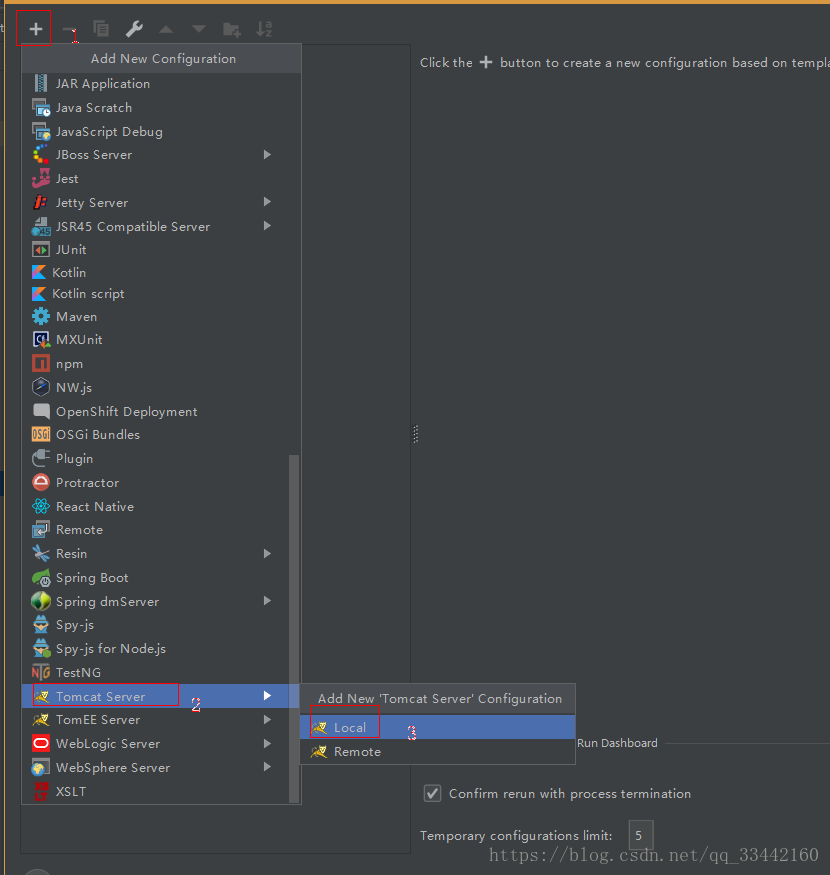 Click the + button to create a new configuration based on templa
Add New Configuration
JAR Application
Java Scratch
JavaScript Debug
JBoss Server
Jest
Jetty Server
JSR45 Compatible Server
JUnit
Kotlin
Kotlin script
Maven
MXUnit
npm
NW.js
OpenShift Deployment
OSGi Bundles
Plugin
Protractor
React Native
Remote
Resin
Spring Boot
Spring dmServer
Spy-js
Spy-js for Node.js
TestNG
Tomcat Server
2
TomEE Server
WebLogic Server
WebSphere Server
XSLT
Add New 'Tomcat Server' Configuration
Local
3
Remote
Run Dashboard
Confirm rerun with process termination
Temporary configurations limit: 5
https://blog.csdn.net/qq_33442160